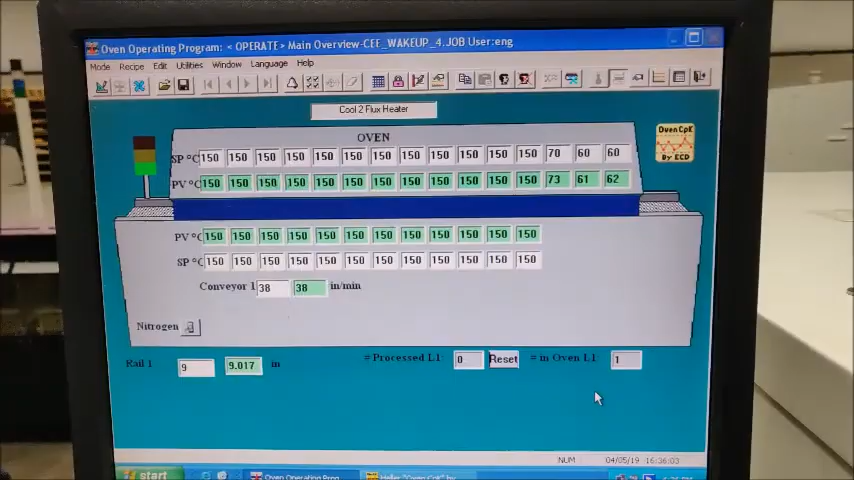 Oven Operating Program: < OPERATE> Main Overview-CEE_WAKEUP_4.JOB User:eng
Mode Recipe Edit Utilities Window Language Help
Cool 2 Flux Heater
OVEN
OvenCpK
By ECD
SP °C 150 150 150 150 150 150 150 150 150 150 150 150 70 60 60
PV °C 150 150 150 150 150 150 150 150 150 150 150 150 73 61 62
PV °C 150 150 150 150 150 150 150 150 150 150 150 150
SP °C 150 150 150 150 150 150 150 150 150 150 150 150
Conveyor 1 38 38 in/min
Nitrogen
Rail 1 9 9.017 in
# Processed L1: 0 Reset # in Oven L1: 1
NUM 04/05/19 16:36:03
start Oven Operating Prog Heller "Oven CpK" by